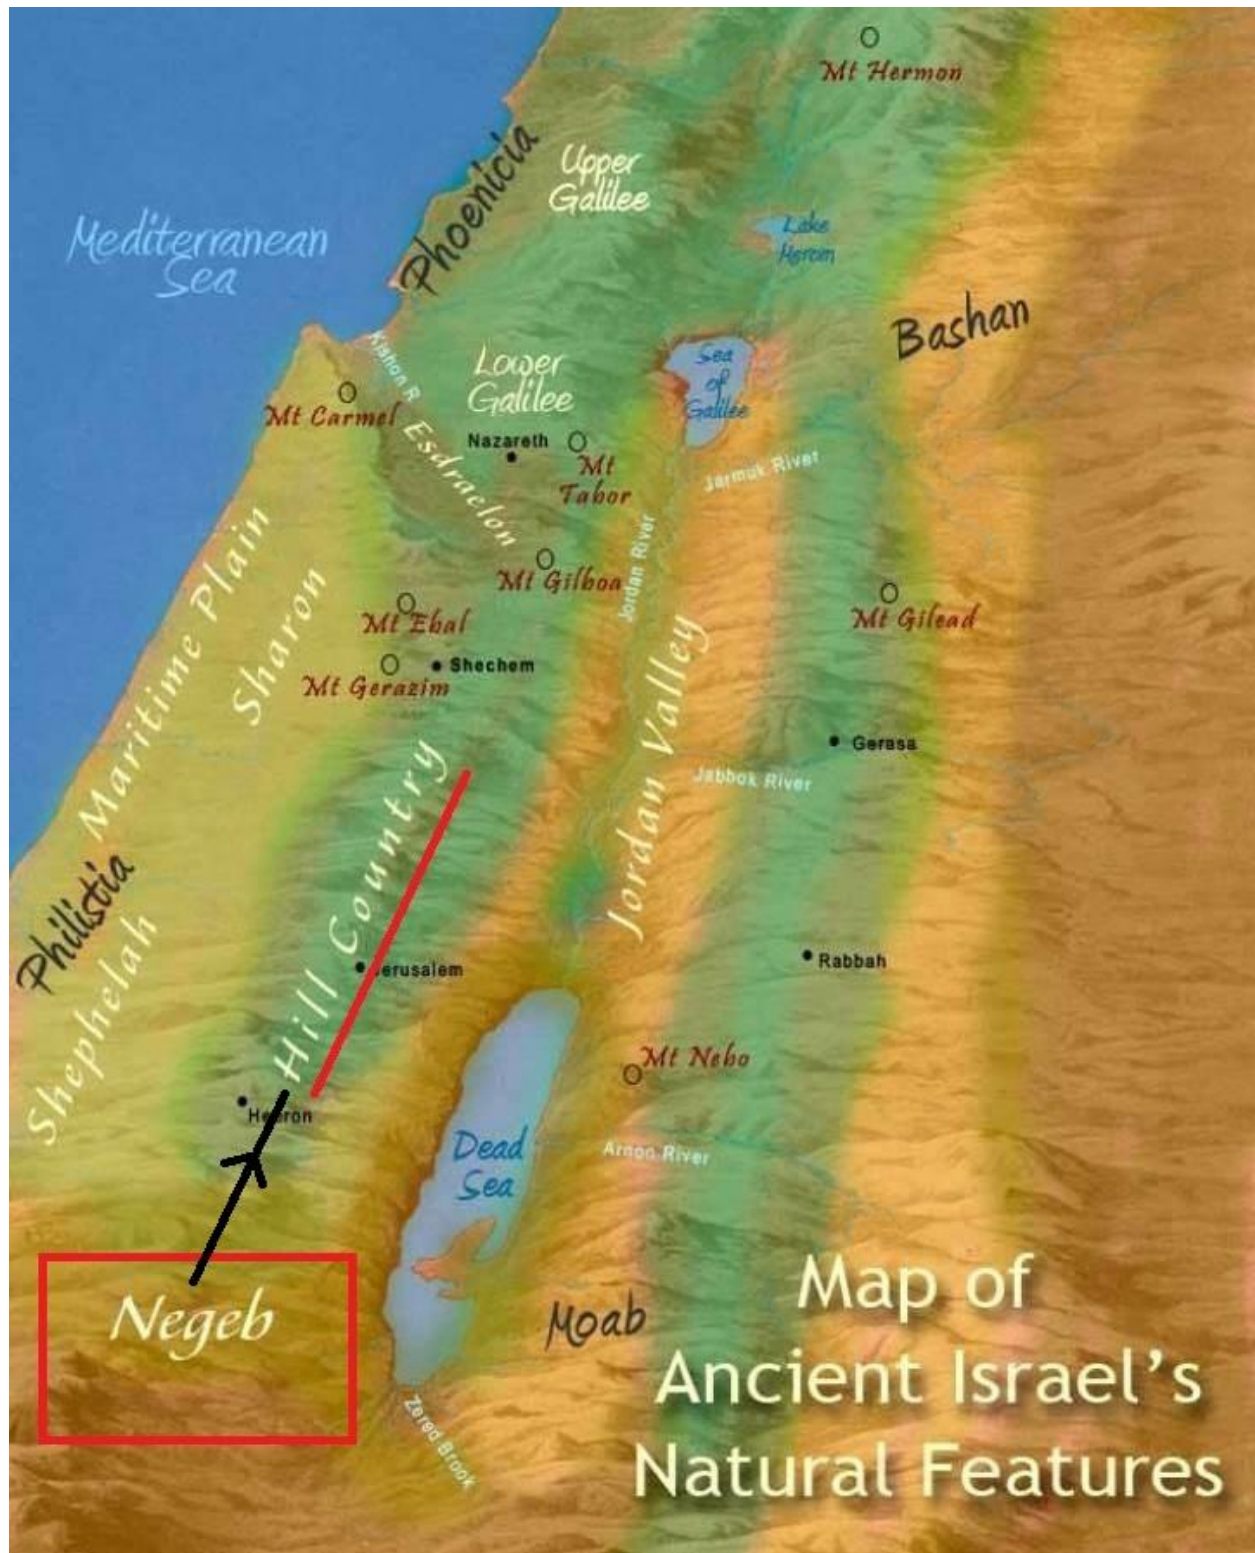 Mt Hermon
Phoenicia
Upper
Galilee
Mediterranean
Sea
Lake
Herom
Bashan
Kishon R.
Lower
Galilee
Sea
of
Galilee
Mt Carmel
Esdraelon
Nazareth
Mt
Tabor
Jarmuk River
Maritime Plain
Sharon
Jordan River
Mt Gilboa
Mt Ebal
Mt Gilead
Shechem
Mt Gerazim
Jordan Valley
Gerasa
Jabbok River
Hill Country
Philistia
Shephelah
Jerusalem
Rabbah
Mt Nebo
Hebron
Dead
Sea
Arnon River
Negeb
Moab
Zered Brook
Map of
Ancient Israel's
Natural Features